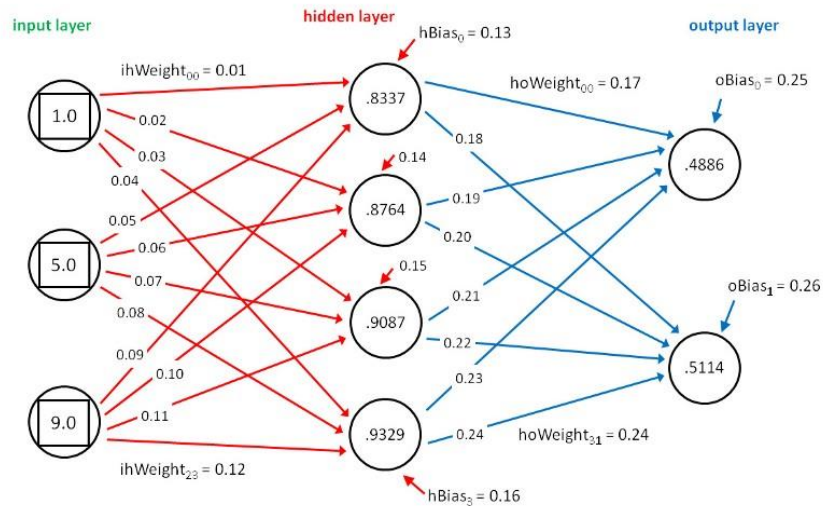 hidden layer
input layer
output layer
hBias₀ = 0.13
ihWeight₀₀ = 0.01
hoWeight₀₀ = 0.17
oBias₀ = 0.25
1.0
.8337
0.02
0.18
0.03
0.14
.4886
0.04
.8764
0.19
0.05
0.20
0.06
5.0
0.15
0.07
oBias₁ = 0.26
0.21
0.08
.9087
0.22
0.09
.5114
0.10
0.23
0.11
9.0
.9329
0.24
hoWeight₃₁ = 0.24
ihWeight₂₃ = 0.12
hBias₃ = 0.16